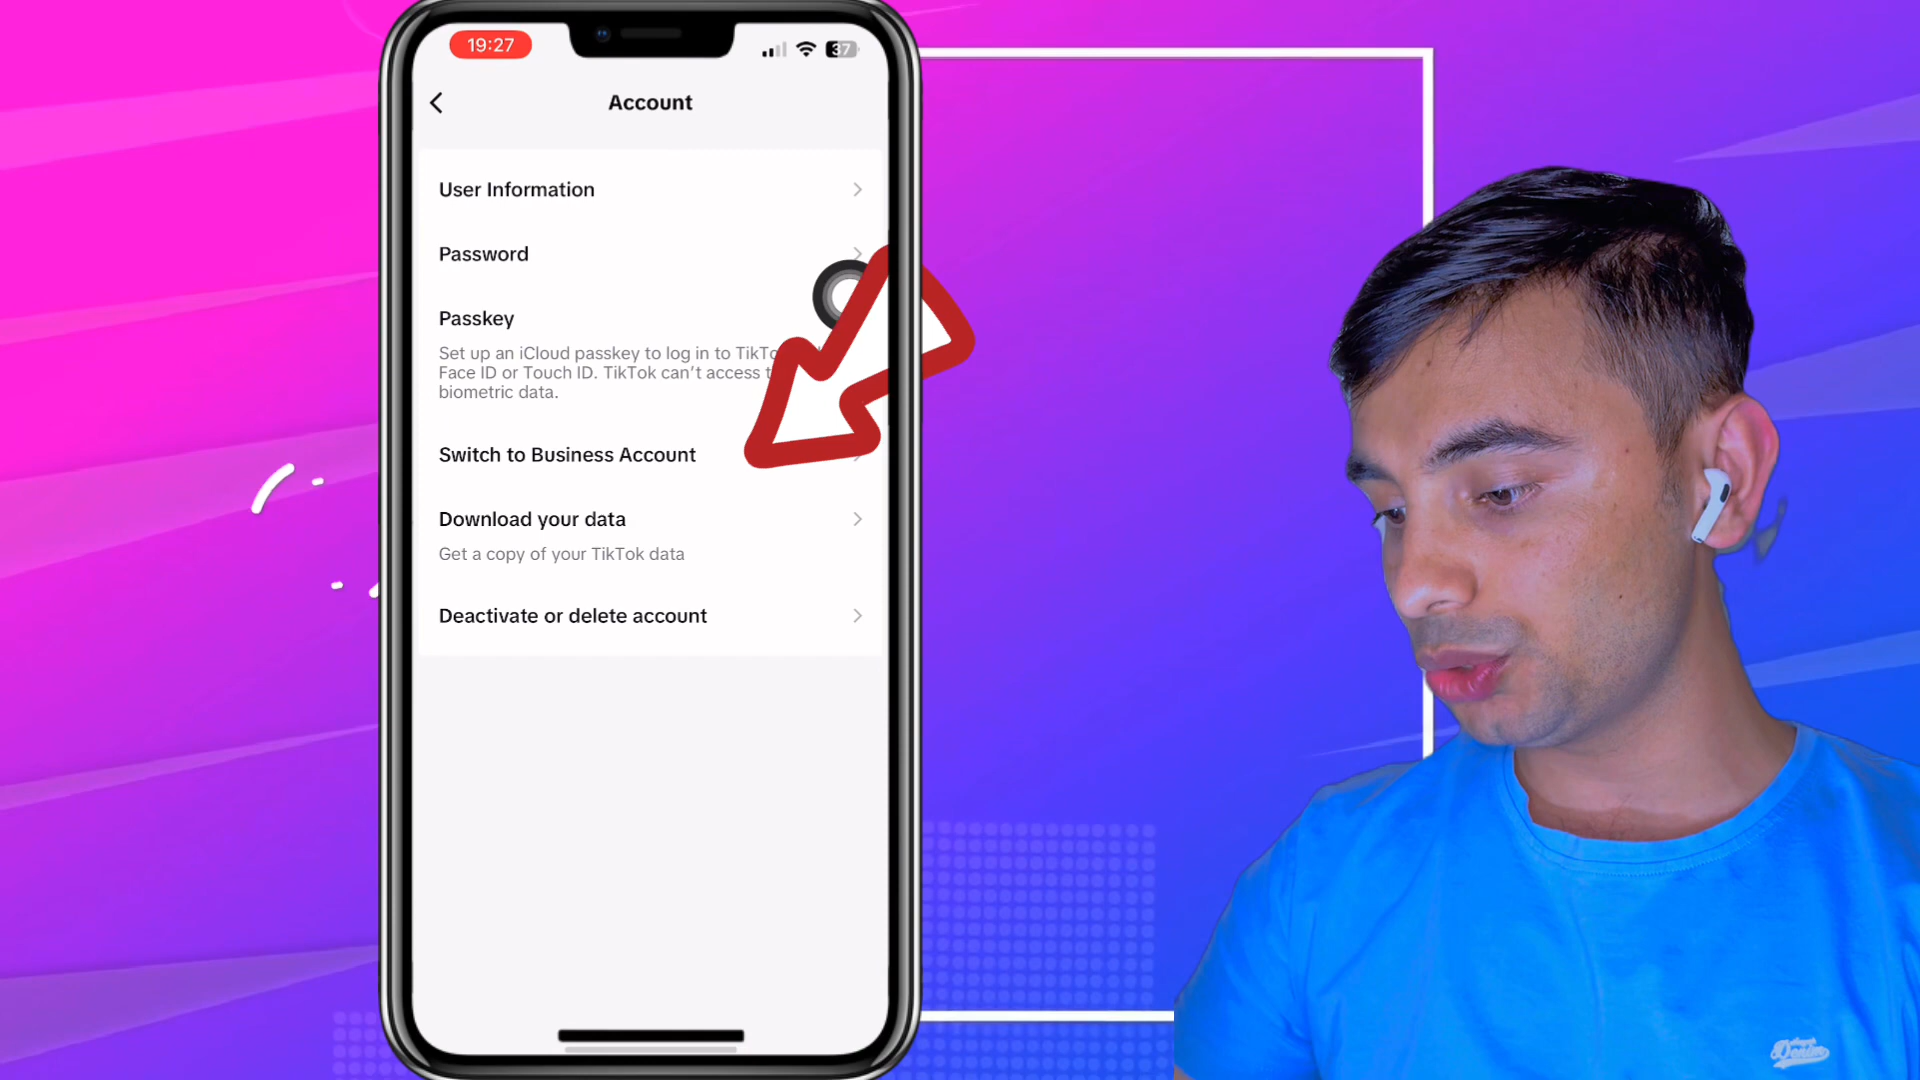 19:27
37
Account
User Information
Password
Passkey
Set up an iCloud passkey to log in to
Face ID or Touch ID. TikTok can't access
biometric data.
Switch to Business Account
Download your data
Get a copy of your TikTok data
Deactivate or delete account
Denim